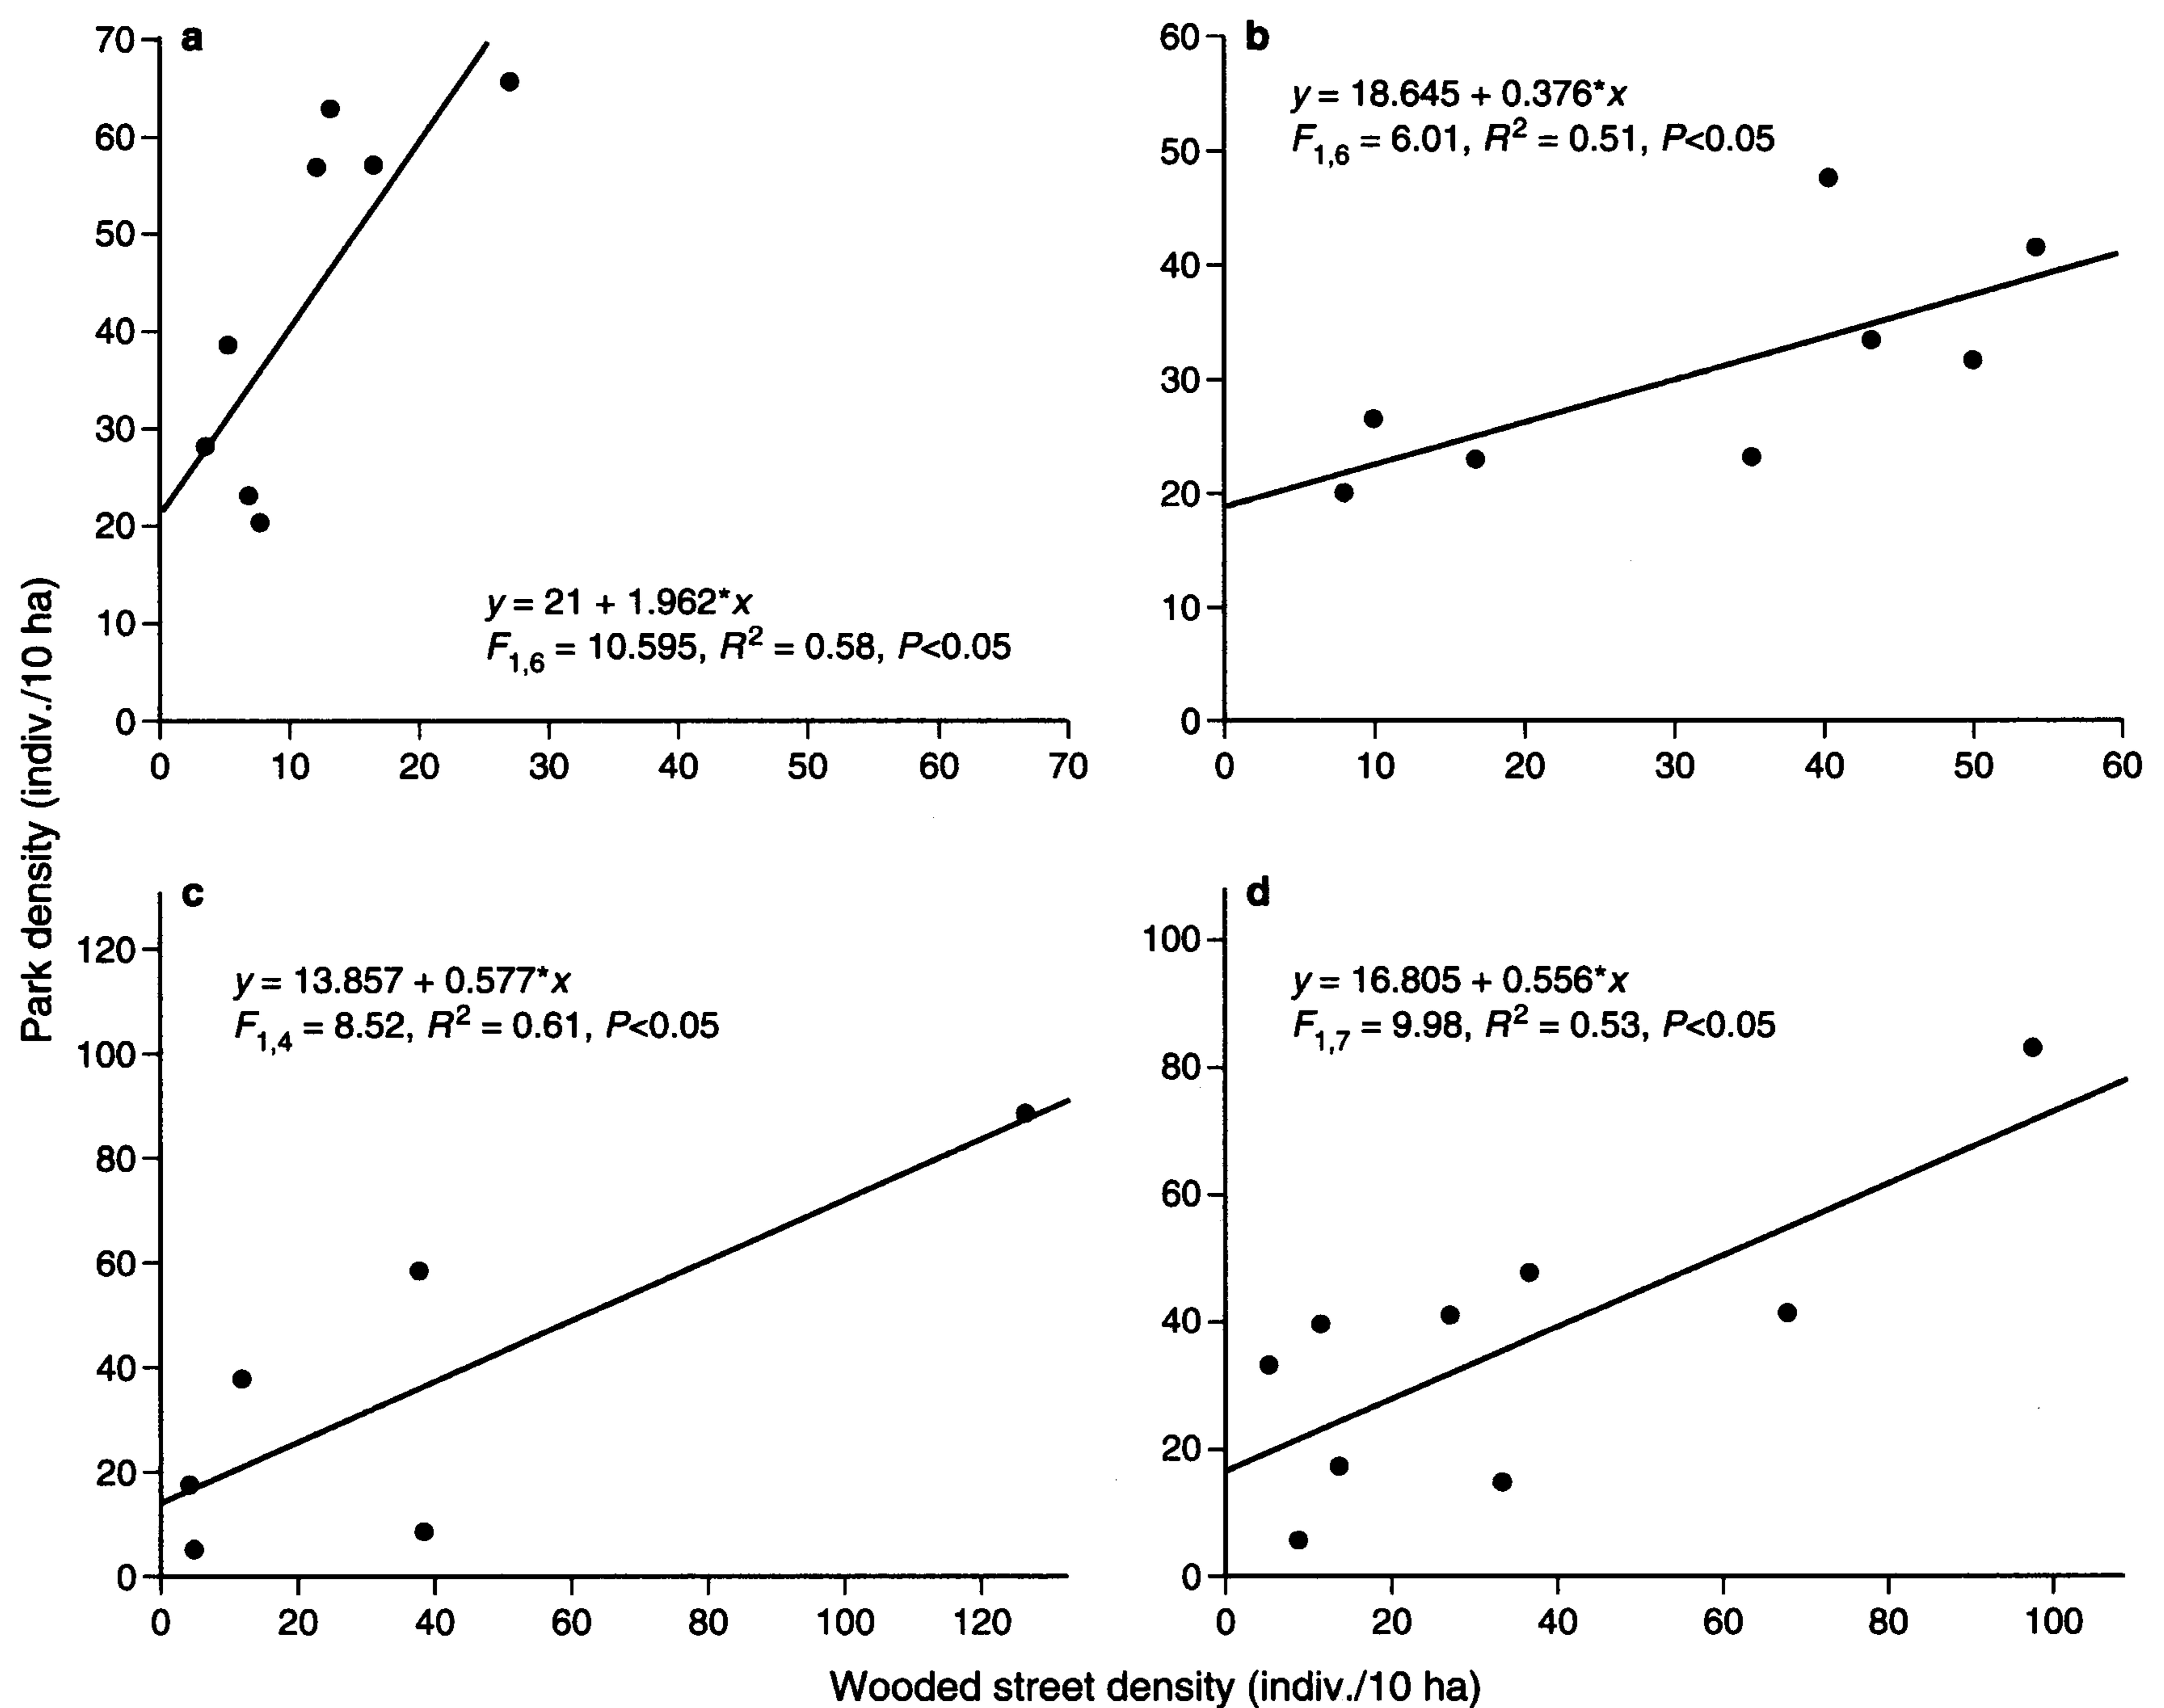 Park density (indiv./10 ha)
a
70
60
50
40
30
20
10
0
y = 21 + 1.962*x
F1,6 = 10.595, R2 = 0.58, P<0.05
0 10 20 30 40 50 60 70
b
60
50
40
30
20
10
0
y = 18.645 + 0.376*x
F1,6 = 6.01, R2 = 0.51, P<0.05
0 10 20 30 40 50 60
c
120
100
80
60
40
20
0
y = 13.857 + 0.577*x
F1,4 = 8.52, R2 = 0.61, P<0.05
0 20 40 60 80 100 120
d
100
80
60
40
20
0
y = 16.805 + 0.556*x
F1,7 = 9.98, R2 = 0.53, P<0.05
0 20 40 60 80 100
Wooded street density (indiv./10 ha)